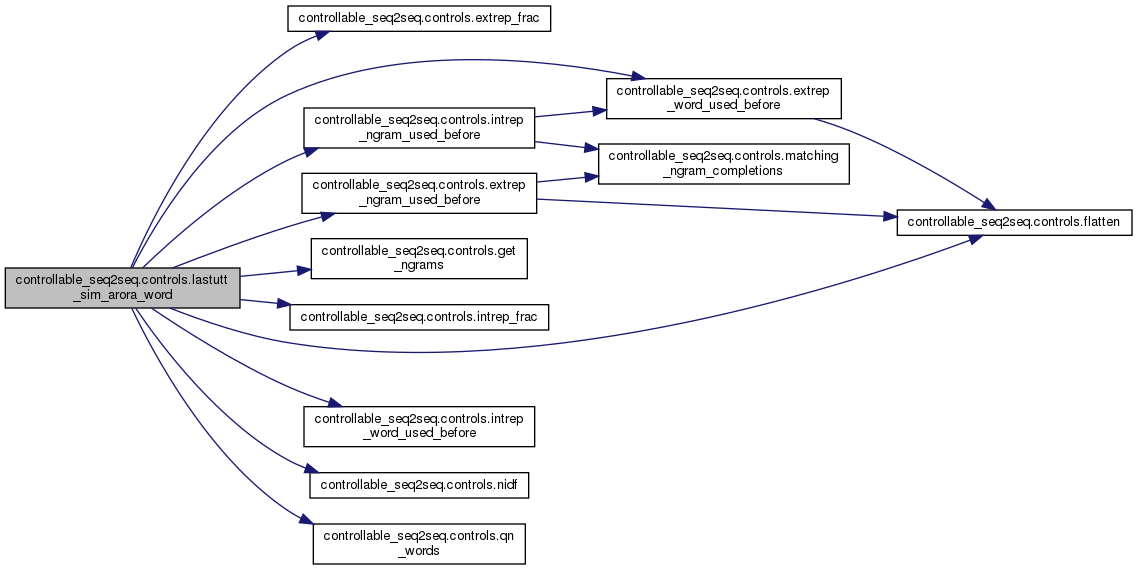 controllable_seq2seq.controls.extrep_frac
controllable_seq2seq.controls.extrep
_word_used_before
controllable_seq2seq.controls.intrep
_ngram_used_before
controllable_seq2seq.controls.matching
_ngram_completions
controllable_seq2seq.controls.extrep
_ngram_used_before
controllable_seq2seq.controls.flatten
controllable_seq2seq.controls.get
_ngrams
controllable_seq2seq.controls.lastutt
_sim_arora_word
controllable_seq2seq.controls.intrep_frac
controllable_seq2seq.controls.intrep
_word_used_before
controllable_seq2seq.controls.nidf
controllable_seq2seq.controls.qn
_words